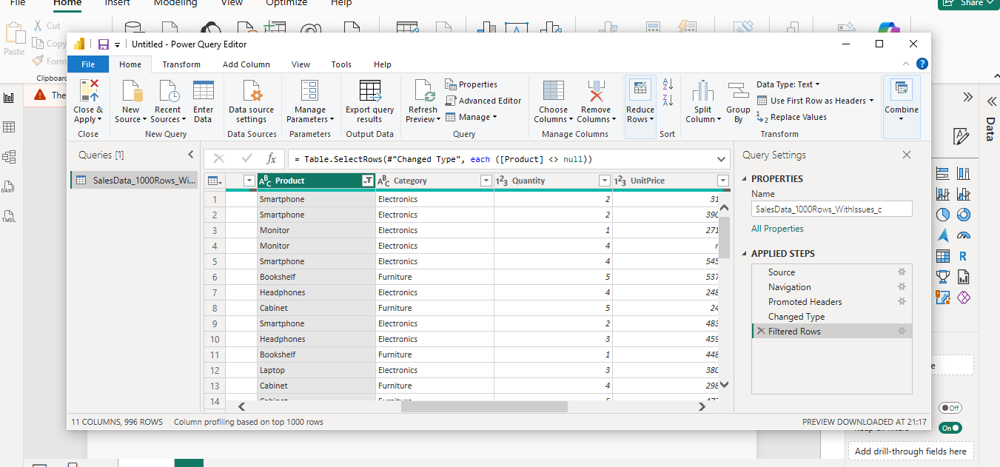 File Home Insert Modeling View Optimize Help Share
Cut
Paste Copy
Form
Clipboard
The
Untitled - Power Query Editor
File Home Transform Add Column View Tools Help
Close & Apply
New Source
Recent Sources
Enter Data
Data source settings
Manage Parameters
Export query results
Refresh Preview
Properties
Advanced Editor
Manage
Choose Columns
Remove Columns
Reduce Rows
Split Column
Group By
Data Type: Text
Use First Row as Headers
Replace Values
Combine
Close New Query Data Sources Parameters Output Data Query Manage Columns Sort Transform
Queries [1]
SalesData_1000Rows_Wi...
fx = Table.SelectRows(#"Changed Type", each ([Product] <> null))
ABC Product ABC Category 123 Quantity 123 UnitPrice
1 Smartphone Electronics 2 31
2 Smartphone Electronics 2 390
3 Monitor Electronics 1 271
4 Monitor Electronics 4
5 Smartphone Electronics 4 545
6 Bookshelf Furniture 5 537
7 Headphones Electronics 4 248
8 Cabinet Furniture 5 24
9 Smartphone Electronics 2 483
10 Headphones Electronics 3 459
11 Bookshelf Furniture 1 448
12 Laptop Electronics 3 380
13 Cabinet Furniture 4 298
14
Query Settings
PROPERTIES
Name
SalesData_1000Rows_WithIssues_c
All Properties
APPLIED STEPS
Source
Navigation
Promoted Headers
Changed Type
Filtered Rows
11 COLUMNS, 996 ROWS Column profiling based on top 1000 rows PREVIEW DOWNLOADED AT 21:17
Data
DAX
TMDL
R
Off
On
Add drill-through fields here